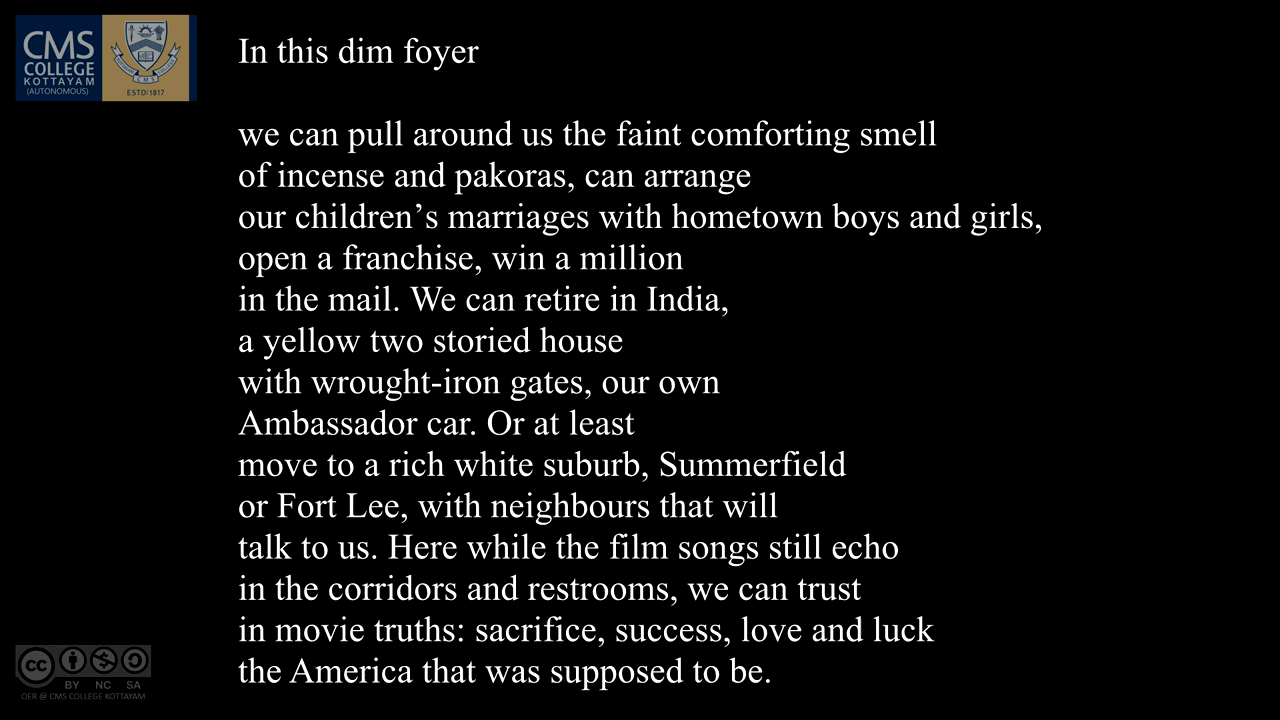 CMS
COLLEGE
KOTTAYAM
(AUTONOMOUS)
CMS
ESTD:1817
In this dim foyer
we can pull around us the faint comforting smell
of incense and pakoras, can arrange
our children’s marriages with hometown boys and girls,
open a franchise, win a million
in the mail. We can retire in India,
a yellow two storied house
with wrought-iron gates, our own
Ambassador car. Or at least
move to a rich white suburb, Summerfield
or Fort Lee, with neighbours that will
talk to us. Here while the film songs still echo
in the corridors and restrooms, we can trust
in movie truths: sacrifice, success, love and luck
the America that was supposed to be.
cc
BY NC SA
OER @ CMS COLLEGE KOTTAYAM